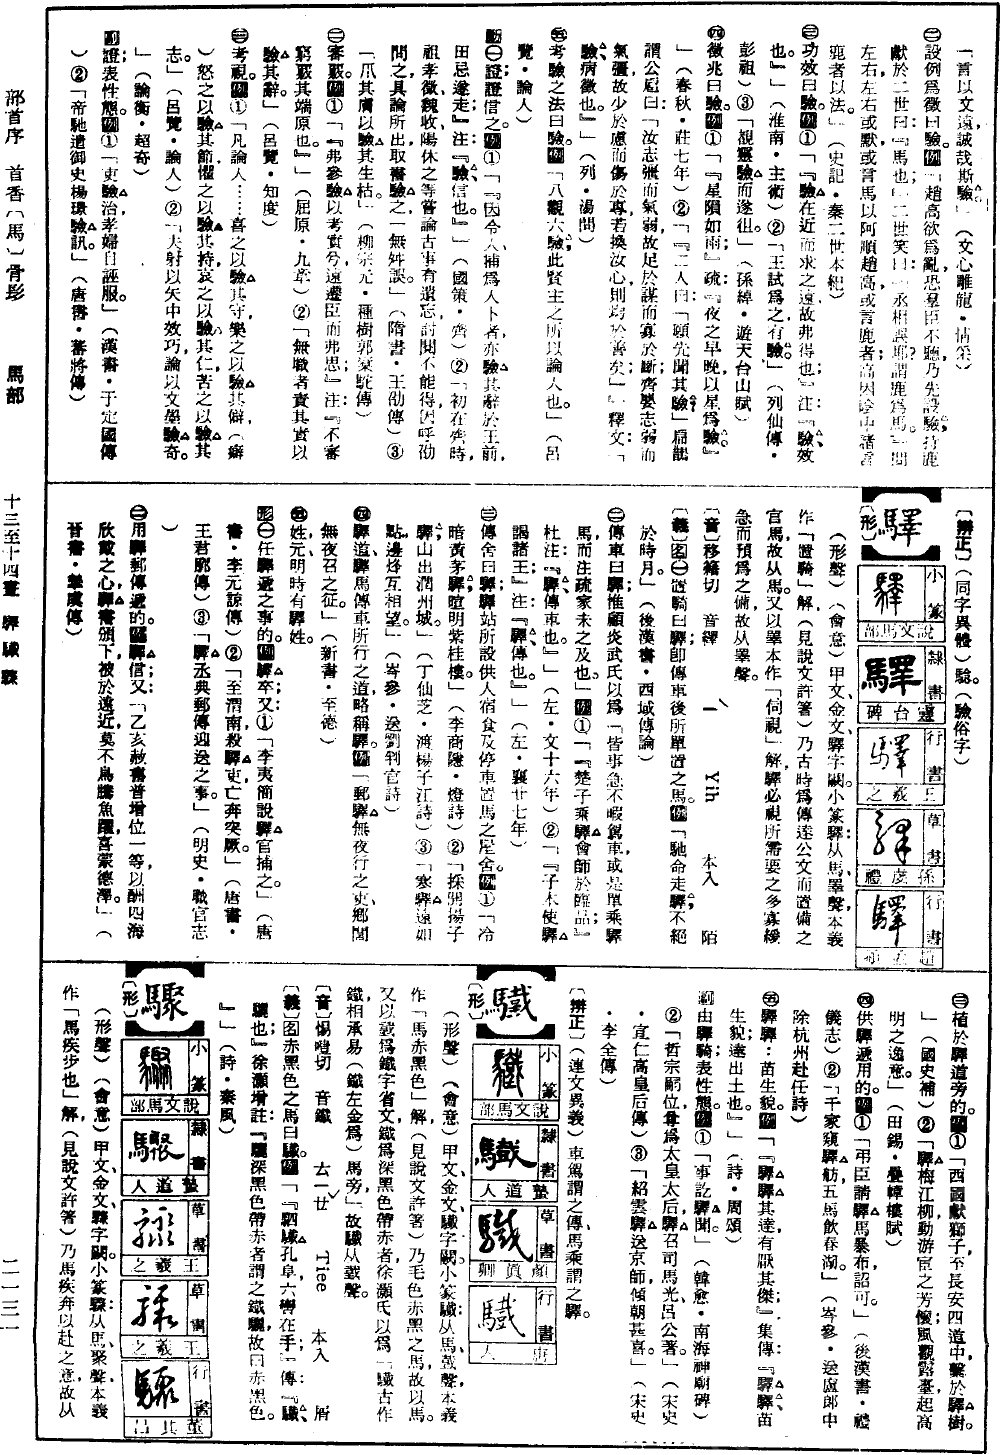 「言以文遠誠哉斯驗」（文心雕龍・情采）
㊁設例爲徵曰驗。例「趙高欲爲亂恐羣臣不聽乃先設驗持鹿
獻於二世曰『馬也』二世笑曰『丞相誤耶？謂鹿爲馬。』問
左右左右或默或言馬以阿順趙高或言鹿者；高因陰中諸言
鹿者以法。」（史記・秦二世本紀）
㊂功效曰驗。例①「『驗在近而求之遠故弗得也』注：『驗效
也。』」（淮南・主術）②「王試爲之有驗。」（列仙傳・
彭祖）③「覩靈驗而遂徂。」（孫綽・遊天台山賦）
㊃徵兆曰驗。例①「『星隕如雨』疏：『夜之早晚以星爲驗』
」（春秋・莊七年）②「『二人曰：『願先聞其驗』扁鵲
謂公扈曰：『汝志彊而氣弱故足於謀而寡於斷；齊嬰志弱而
氣彊故少於慮而傷於專若換汝心則均於善矣』』釋文：『
驗病徵也。』」（列・湯問）
㊄考驗之法曰驗。例「八觀六驗此賢主之所以論人也。」（呂
覽・論人）
動㊀證證信之。例①「『因令人捕爲人卜者亦驗其辭於王前，
田忌遂走』注：『驗信也。』」（國策・齊）②「初在齊時，
祖孝徵魏收陽休之等嘗論古事有遺忘討閱不能得因呼劭
問之具論所出取書驗之一無舛誤。」（隋書・王劭傳）③
「爪其膚以驗其生枯。」（柳宗元・種樹郭橐駝傳）
㊁審覈。例①「『弗參驗以考實兮遠遷臣而弗思』注：『不審
窮覈其端原也。』」（屈原・九章）②「無職者責其實以
驗其辭。」（呂覽・知度）
㊂考視。例①「凡論人……喜之以驗其守樂之以驗其僻，（癖
）怒之以驗其節懼之以驗其特，哀之以驗其仁苦之以驗其
志。」（呂覽・論人）②「夫射以矢中效巧論以文墨驗奇。
」（論衡・超奇）
副證表性態。例①「吏驗治孝婦自誣服。」（漢書・于定國傳
）②「帝馳遣御史楊璟驗訊。」（唐書・蕃將傳）
〔辨正〕（同字異體）騐。（驗俗字）
驛
〔形〕
小篆
說文馬部
隷書
靈台碑
行書
王羲之
草書
孫虔禮
行書
趙孟頫
（形聲）（會意）甲文金文驛字闕。小篆驛：从馬、睪聲，本義
作「置騎」解，（見說文許箸）乃古時爲傳達公文而置備之
官馬，故从馬。又以睪本作「伺視」解，驛必視所需要之多寡緩
急而預爲之備，故从睪聲。
〔音〕移籍切　音繹　ㄧˋ　Yih　本入　陌
〔義〕名㊀置騎曰驛即傳車後所單置之馬。例「馳命走驛不絕
於時月。」（後漢書・西域傳論）
㊁傳車曰驛惟顧炎武氏以爲「皆事急不暇駕車或是單乘驛
馬而注疏家未之及也。」例①「『楚子乘驛會師於臨品』
杜注：『驛傳車也。』」（左・文十六年）②「『子木使驛
謁諸王』注：『驛傳也。』」（左・襄廿七年）
㊂傳舍曰驛；驛站所設供人宿食及停車置馬之屋舍。例①「冷
暗黃茅驛暄明紫桂樓。」（李商隱・燈詩）②「採開揚子
驛山出潤州城。」（丁仙芝・渡楊子江詩）③「寒驛遠如
點邊烽互相望。」（岑參・送劉判官詩）
㊃驛道；驛馬傳車所行之道略稱驛。例「郵驛無夜行之吏鄉閭
無夜召之征。」（新書・至德）
㊄姓，元、明時有驛姓。
形㊀任驛遞之事的。例驛卒；又：①「李夷簡說驛官捕之。」（唐
書・李元諒傳）②「至渭南殺驛吏亡奔突厥。」（唐書・
王君廓傳）③「驛丞典郵傳迎送之事。」（明史・職官志
）
㊁用驛郵傳遞的。例驛信；又：「乙亥赦書普增位一等，以酬四海
欣戴之心，驛書頒下被於遠近莫不鳥騰魚躍喜蒙德澤。」（
晉書・摯虞傳）
㊂植於驛道旁的。例①「西國獻獅子，至長安四道中繫於驛樹。
」（國史補）②「驛梅江柳動游宦之芳懷風觀露臺起高
明之逸意。」（田錫・疊嶂樓賦）
㊃供驛遞用的。例①「弔臣請驛馬暴布詔可。」（後漢書・禮
儀志）②「千家窺驛舫五馬飲春湖。」（岑參・送盧郎中
除杭州赴任詩）
㊄驛驛：苗生貌。例「『驛驛其達有厭其傑』集傳：『驛驛苗
生貌；達出土也。』」（詩・周頌）
副由驛騎表性態。例①「事訖驛聞。」（韓愈・南海神廟碑）
②「哲宗嗣位尊爲太皇太后驛召司馬光、呂公著。」（宋史
・宣仁高皇后傳）③「紹雲驛送京師，傾朝甚喜。」（宋史
・李全傳）
〔辨正〕（連文異義）車駕謂之傳，馬乘謂之驛。
驖
〔形〕
小篆
說文馬部
隷書
墊道人
草書
顏眞卿
行書
唐人
（形聲）（會意）甲文金文驖字闕。小篆驖：从馬、𢧜聲，本義
作「馬赤黑色」解，（見說文許箸）乃毛色赤黑之馬，故以馬。
又以𢧜爲鐵字省文，鐵爲深黑色帶赤者，徐灝氏以爲「驖古作
鐵相承易（鐵左金爲）馬旁」，故驖从𢧜聲。
〔音〕惕噎切　音鐵　ㄊㄧㄝˇ　Tiee　本入　屑
〔義〕名赤黑色之馬曰驖。例「『駟驖孔阜，六轡在手』傳：『驖，
驪也』徐灝增註：『驪深黑色帶赤者謂之鐵驪，故曰赤黑色。
』」（詩・秦風）
驟
〔形〕
小篆
說文馬部
隷書
墊道人
草書
王羲之
草書
王羲之
行書
董其昌
（形聲）（會意）甲文金文驟字闕。小篆驟：从馬、聚聲，本義
作「馬疾步也」解，（見說文許箸）乃馬疾奔以赴之意，故从
部首序　首香（馬）骨髟　馬部
十三至十四畫　驛驖驟
二一三一